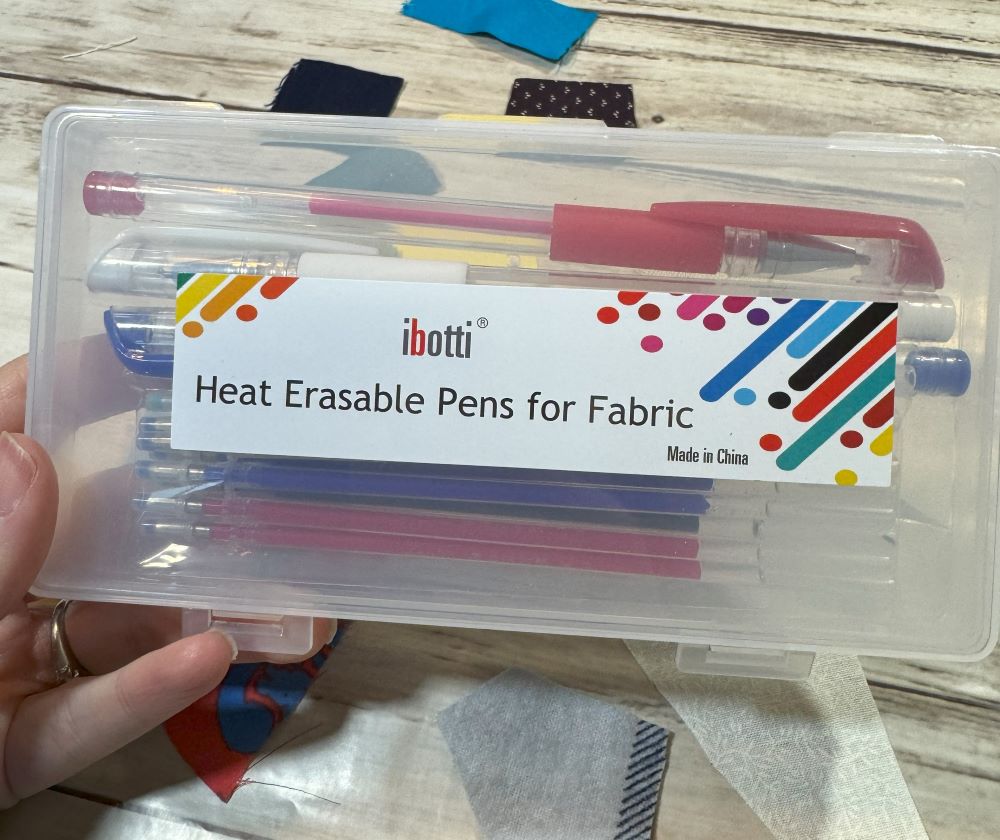 ibotti®
Heat Erasable Pens for Fabric
Made in China